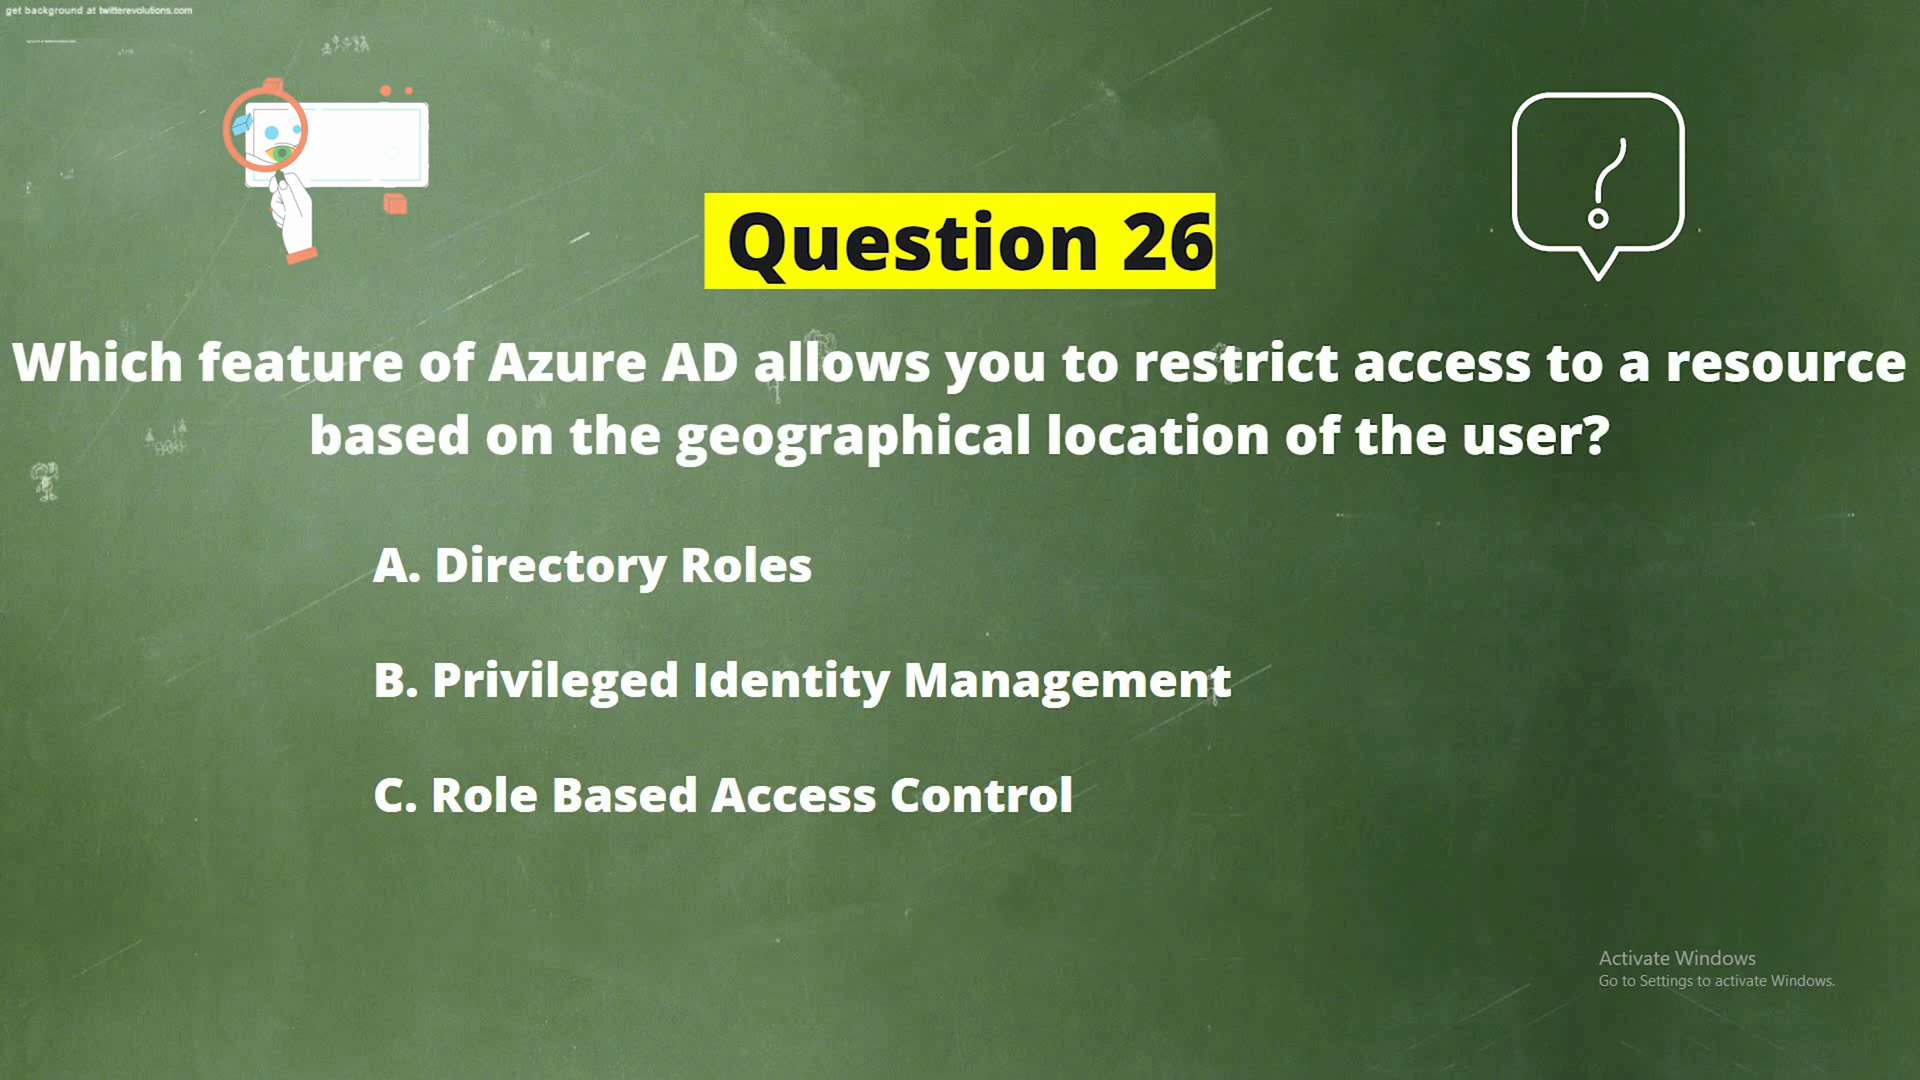 get background at twitterevolutions.com
Question 26
Which feature of Azure AD allows you to restrict access to a resource
based on the geographical location of the user?
A. Directory Roles
B. Privileged Identity Management
C. Role Based Access Control
Activate Windows
Go to Settings to activate Windows.